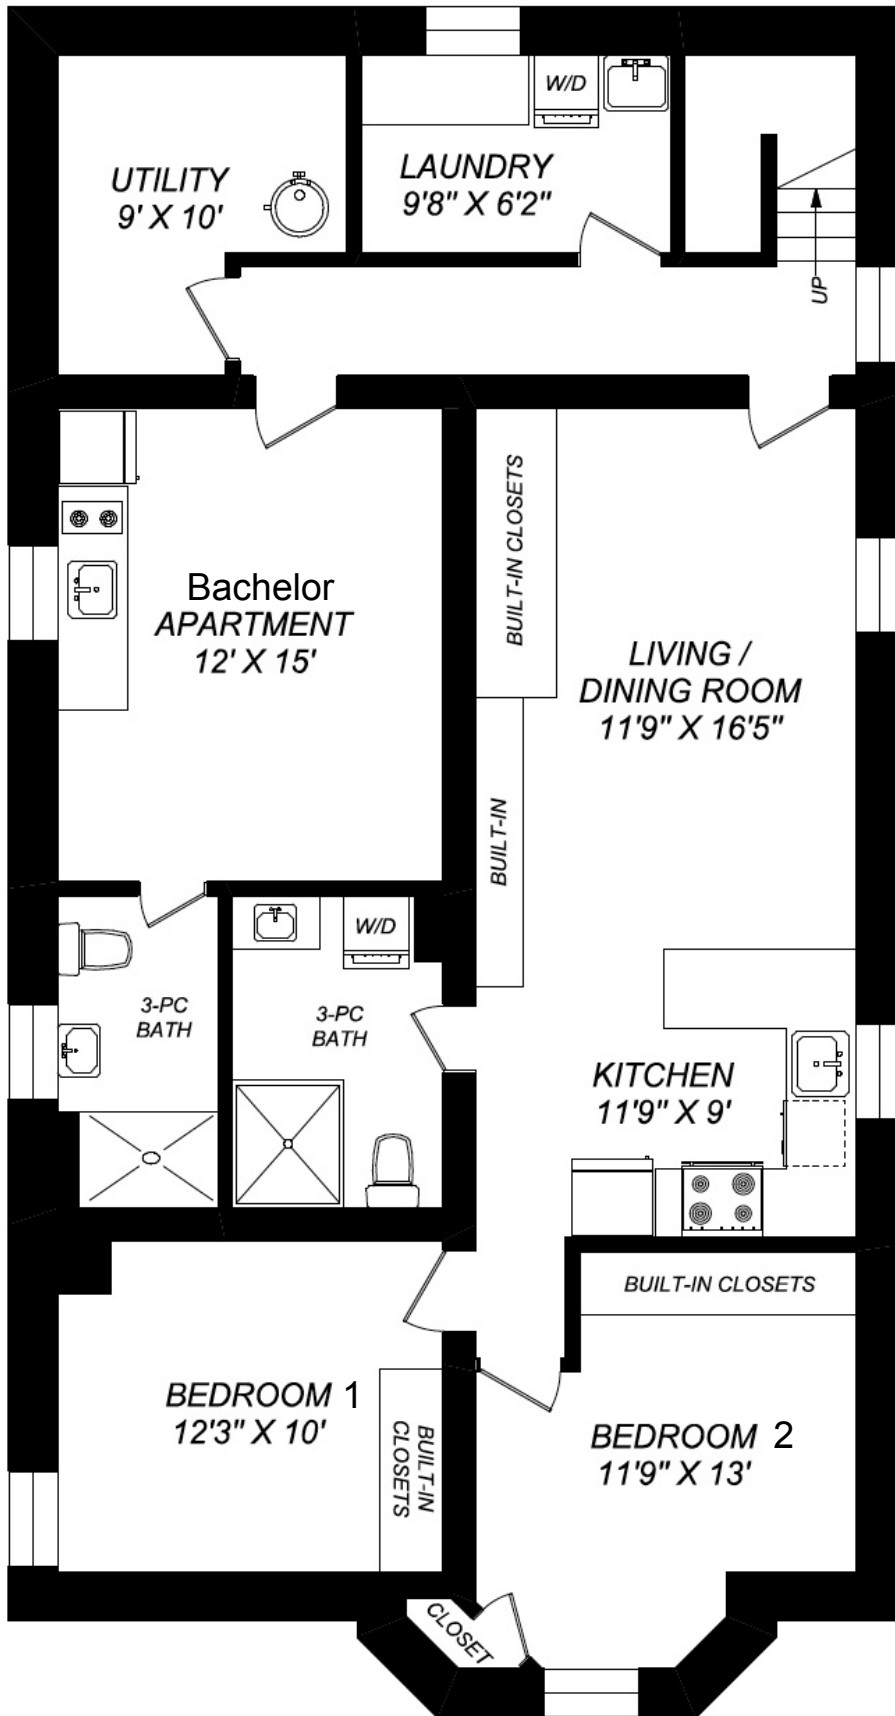 W/D
UTILITY
9' X 10'
LAUNDRY
9'8" X 6'2"
UP
BUILT-IN CLOSETS
Bachelor
APARTMENT
12' X 15'
LIVING /
DINING ROOM
11'9" X 16'5"
BUILT-IN
W/D
3-PC
BATH
3-PC
BATH
KITCHEN
11'9" X 9'
BUILT-IN CLOSETS
BEDROOM 1
12'3" X 10'
BUILT-IN
CLOSETS
BEDROOM 2
11'9" X 13'
CLOSET